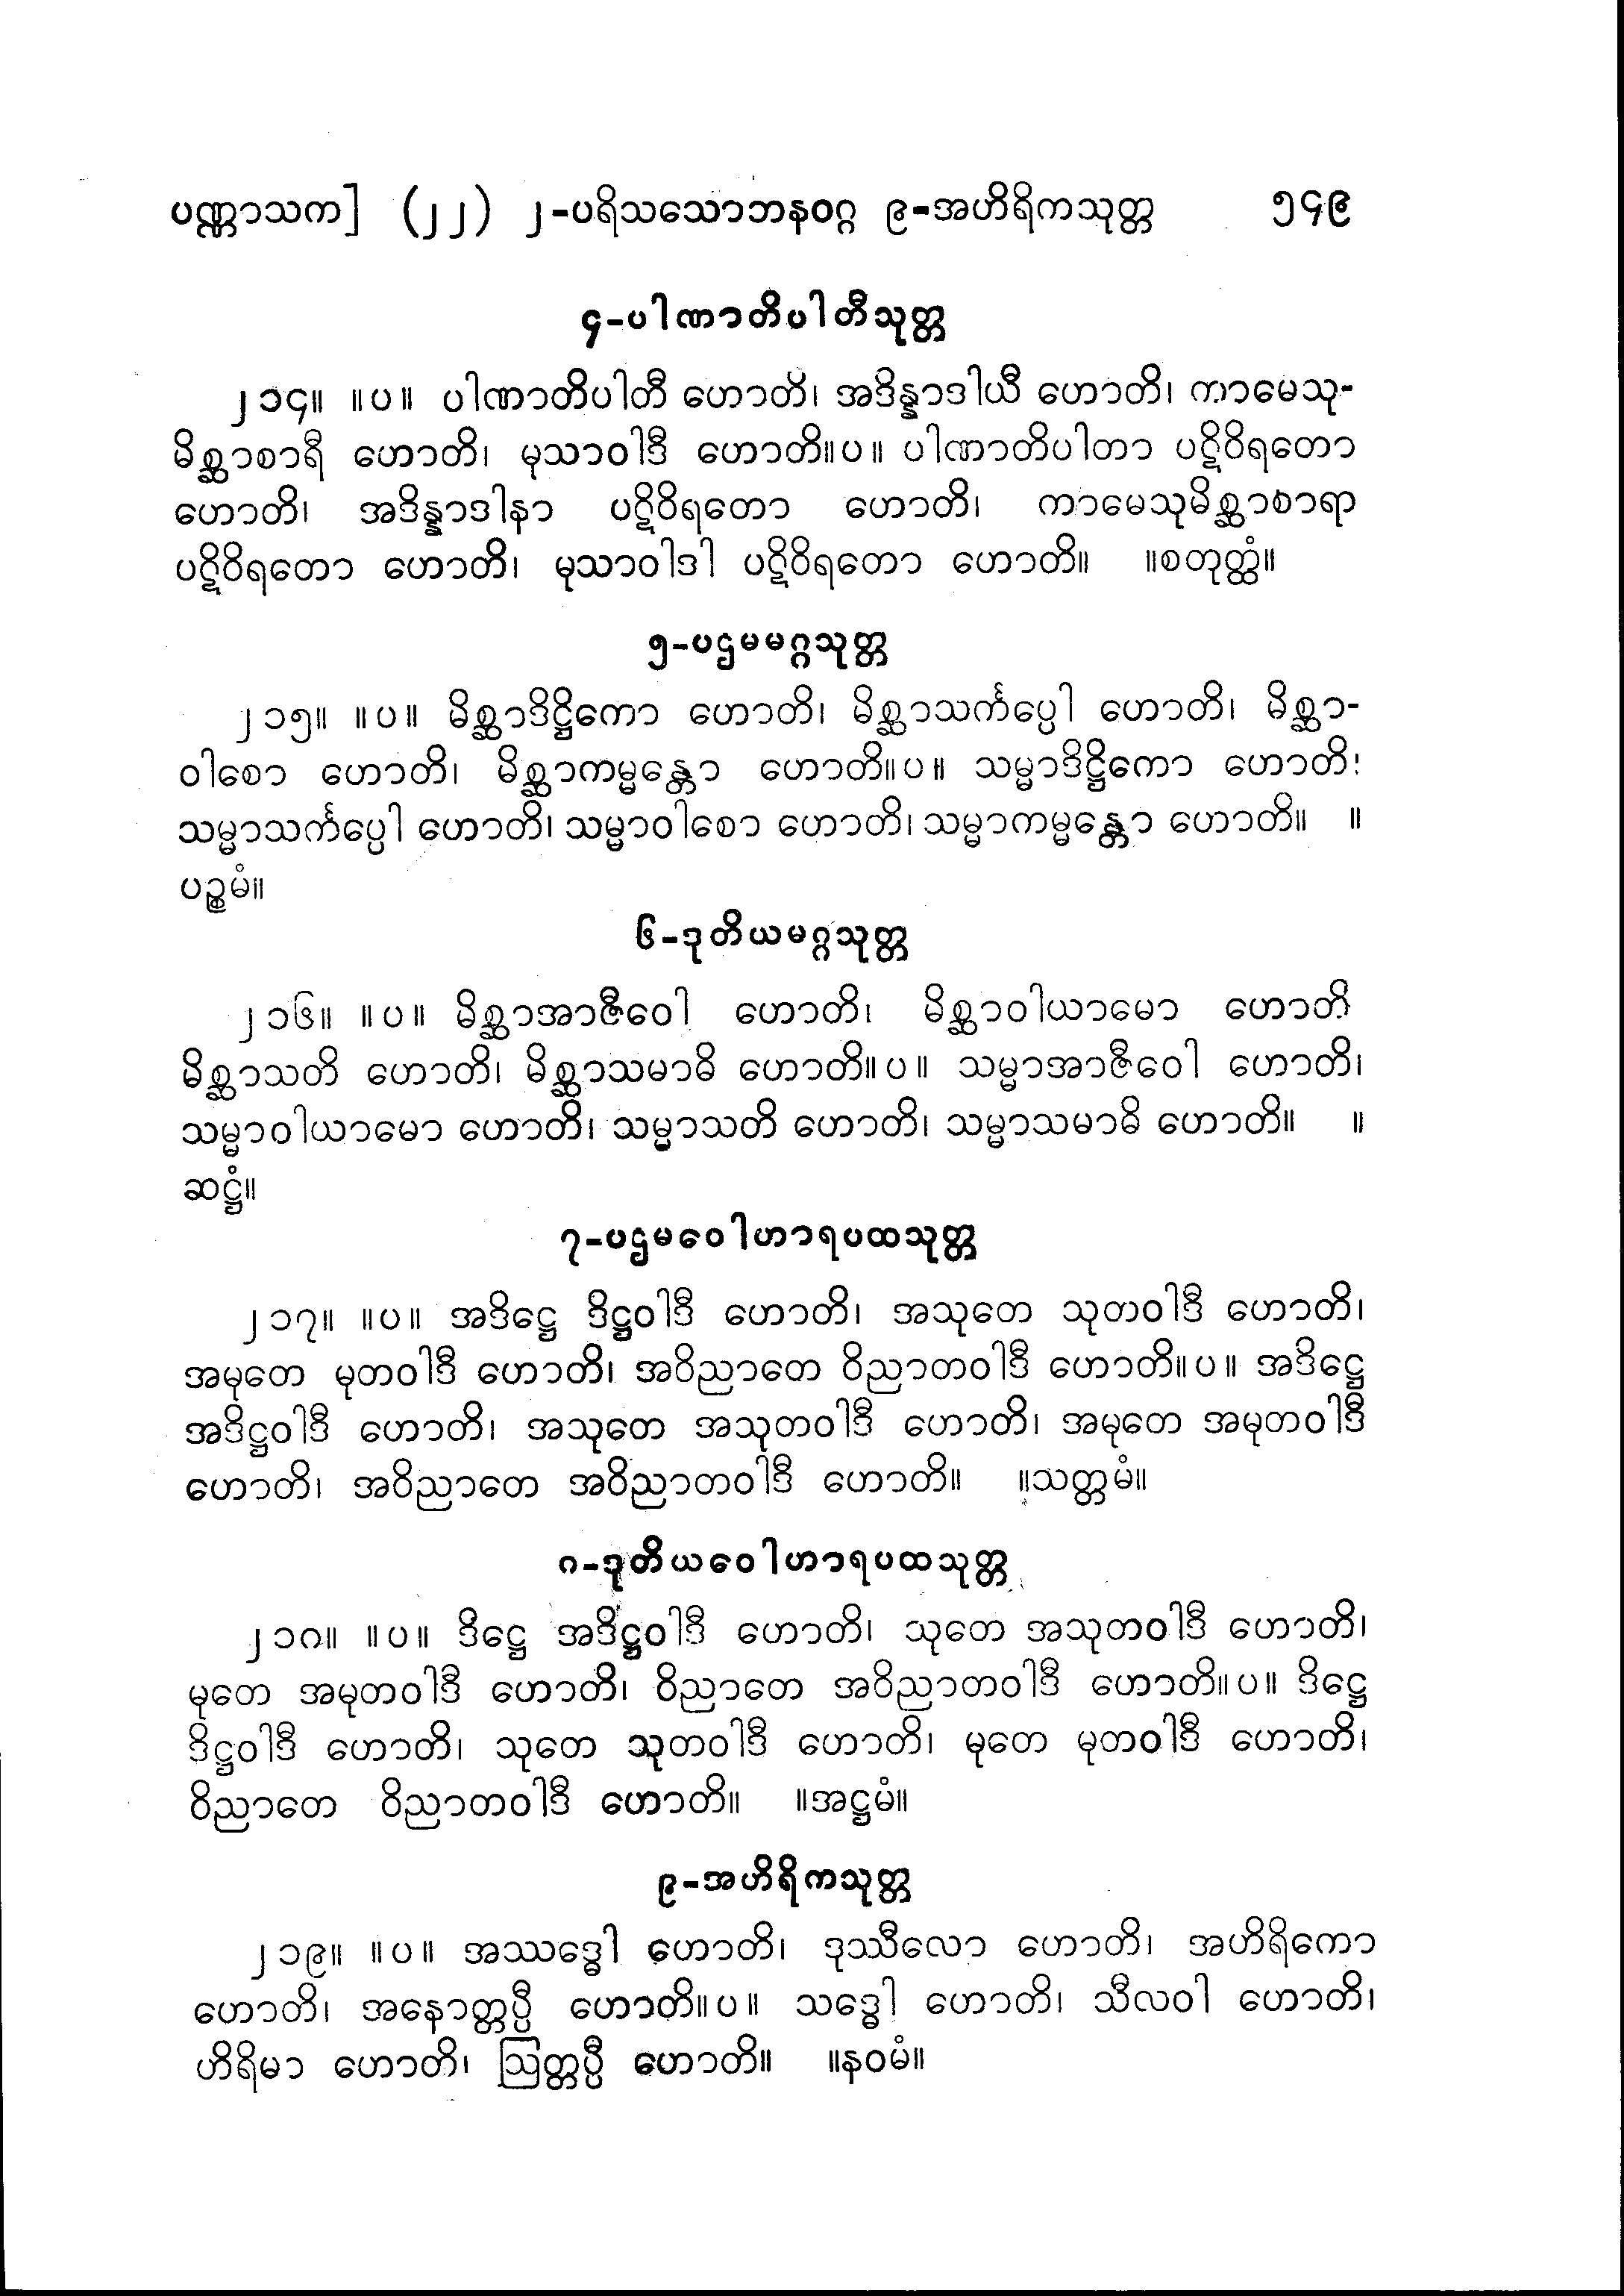 ပဏ္ဏာသက] (၂၂) ၂-ပရိသသောဘနဝဂ္ဂ ၉-အဟိရိကသုတ္တ ၅၄၉
၄-ပါဏာတိပါတီသုတ္တ
၂၁၄။ ။ပ။ ပါဏာတိပါတီ ဟောတိ၊ အဒိန္နာဒါယီ ဟောတိ၊ ကာမေသု-
မိစ္ဆာစာရီ ဟောတိ၊ မုသာဝါဒီ ဟောတိ။ပ။ ပါဏာတိပါတာ ပဋိဝိရတော
ဟောတိ၊ အဒိန္နာဒါနာ ပဋိဝိရတော ဟောတိ၊ ကာမေသုမိစ္ဆာစာရာ
ပဋိဝိရတော ဟောတိ၊ မုသာဝါဒါ ပဋိဝိရတော ဟောတိ။ ။စတုတ္ထံ။
၅-ပဌမမဂ္ဂသုတ္တ
၂၁၅။ ။ပ။ မိစ္ဆာဒိဋ္ဌိကော ဟောတိ၊ မိစ္ဆာသင်္ကပ္ပေါ ဟောတိ၊ မိစ္ဆာ-
ဝါစော ဟောတိ၊ မိစ္ဆာကမ္မန္တော ဟောတိ။ပ။ သမ္မာဒိဋ္ဌိကော ဟောတိ၊
သမ္မာသင်္ကပ္ပေါ ဟောတိ၊ သမ္မာဝါစော ဟောတိ၊ သမ္မာကမ္မန္တော ဟောတိ။ ။
ပဉ္စမံ။
၆-ဒုတိယမဂ္ဂသုတ္တ
၂၁၆။ ။ပ။ မိစ္ဆာအာဇီဝေါ ဟောတိ၊ မိစ္ဆာဝါယာမော ဟောတိ
မိစ္ဆာသတိ ဟောတိ၊ မိစ္ဆာသမာဓိ ဟောတိ။ပ။ သမ္မာအာဇီဝေါ ဟောတိ၊
သမ္မာဝါယာမော ဟောတိ၊ သမ္မာသတိ ဟောတိ၊ သမ္မာသမာဓိ ဟောတိ။ ။
ဆဋ္ဌံ။
၇-ပဌမဝေါဟာရပထသုတ္တ
၂၁၇။ ။ပ။ အဒိဋ္ဌေ ဒိဋ္ဌဝါဒီ ဟောတိ၊ အသုတေ သုတဝါဒီ ဟောတိ၊
အမုတေ မုတဝါဒီ ဟောတိ၊ အဝိညာတေ ဝိညာတဝါဒီ ဟောတိ။ပ။ အဒိဋ္ဌေ
အဒိဋ္ဌဝါဒီ ဟောတိ၊ အသုတေ အသုတဝါဒီ ဟောတိ၊ အမုတေ အမုတဝါဒီ
ဟောတိ၊ အဝိညာတေ အဝိညာတဝါဒီ ဟောတိ။ ။သတ္တမံ။
၈-ဒုတိယဝေါဟာရပထသုတ္တ
၂၁၈။ ။ပ။ ဒိဋ္ဌေ အဒိဋ္ဌဝါဒီ ဟောတိ၊ သုတေ အသုတဝါဒီ ဟောတိ၊
မုတေ အမုတဝါဒီ ဟောတိ၊ ဝိညာတေ အဝိညာတဝါဒီ ဟောတိ။ပ။ ဒိဋ္ဌေ
ဒိဋ္ဌဝါဒီ ဟောတိ၊ သုတေ သုတဝါဒီ ဟောတိ၊ မုတေ မုတဝါဒီ ဟောတိ၊
ဝိညာတေ ဝိညာတဝါဒီ ဟောတိ။ ။အဋ္ဌမံ။
၉-အဟိရိကသုတ္တ
၂၁၉။ ။ပ။ အဿဒ္ဓေါ ဟောတိ၊ ဒုဿီလော ဟောတိ၊ အဟိရိကော
ဟောတိ၊ အနောတ္တပ္ပီ ဟောတိ။ပ။ သဒ္ဓေါ ဟောတိ၊ သီလဝါ ဟောတိ၊
ဟိရိမာ ဟောတိ၊ ဩတ္တပ္ပီ ဟောတိ။ ။နဝမံ။